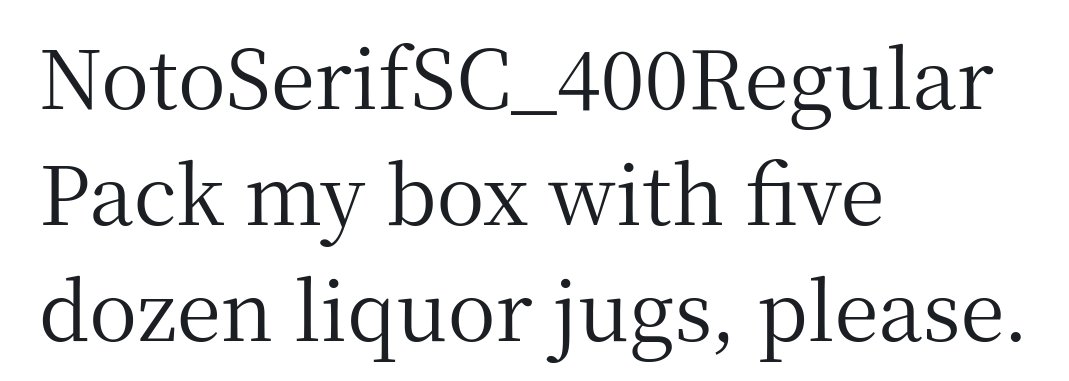 NotoSerifSC_400Regular
Pack my box with five
dozen liquor jugs, please.